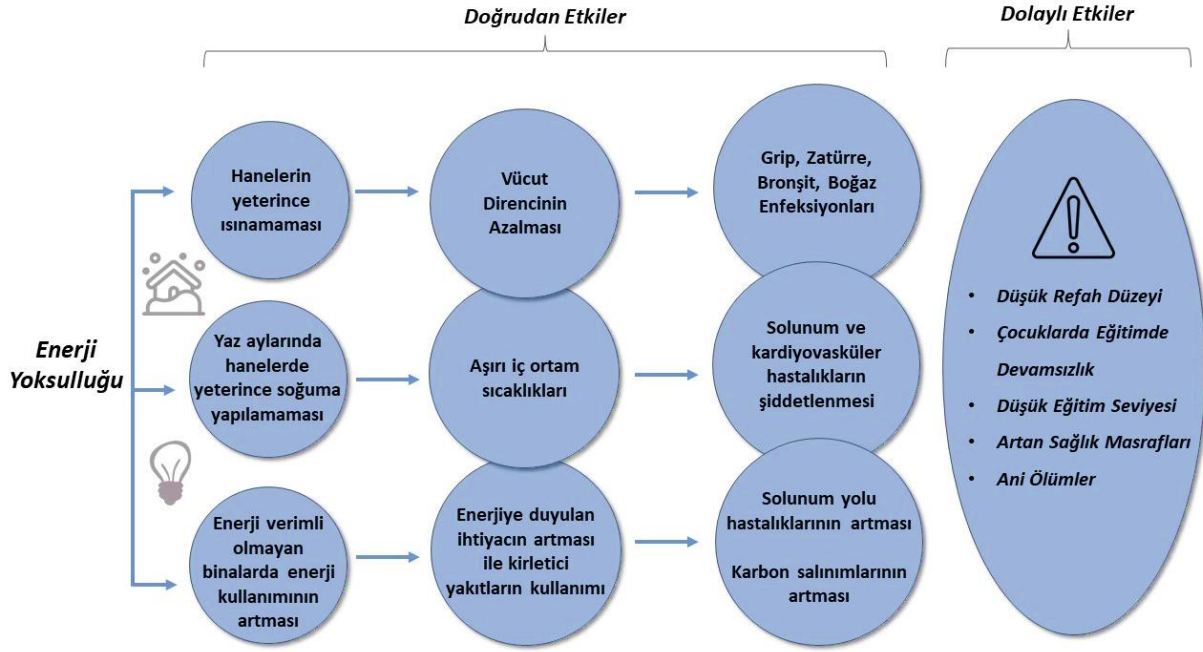 Doğrudan Etkiler
Dolaylı Etkiler
Enerji
Yoksulluğu
Hanelerin
yeterince
ısınamaması
Vücut
Direncinin
Azalması
Grip, Zatürre,
Bronşit, Boğaz
Enfeksiyonları
Yaz aylarında
hanelerde
yeterince soğuma
yapılamaması
Aşırı iç ortam
sıcaklıkları
Solunum ve
kardiyovasküler
hastalıkların
şiddetlenmesi
Enerji verimli
olmayan
binalarda enerji
kullanımının
artması
Enerjiye duyulan
ihtiyacın artması
ile kirletici
yakıtların kullanımı
Solunum yolu
hastalıklarının artması
Karbon salınımlarının
artması
• Düşük Refah Düzeyi
• Çocuklarda Eğitimde
Devamsızlık
• Düşük Eğitim Seviyesi
• Artan Sağlık Masrafları
• Ani Ölümler